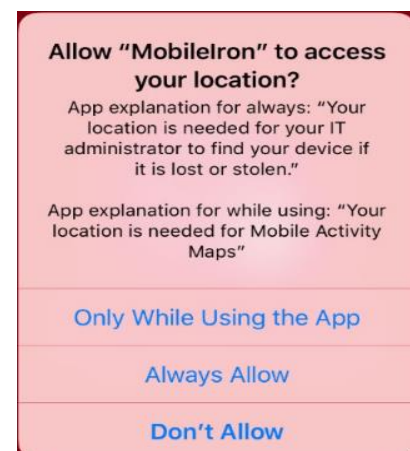 Allow “MobileIron” to access
your location?
App explanation for always: “Your
location is needed for your IT
administrator to find your device if
it is lost or stolen.”
App explanation for while using: “Your
location is needed for Mobile Activity
Maps”
Only While Using the App
Always Allow
Don’t Allow